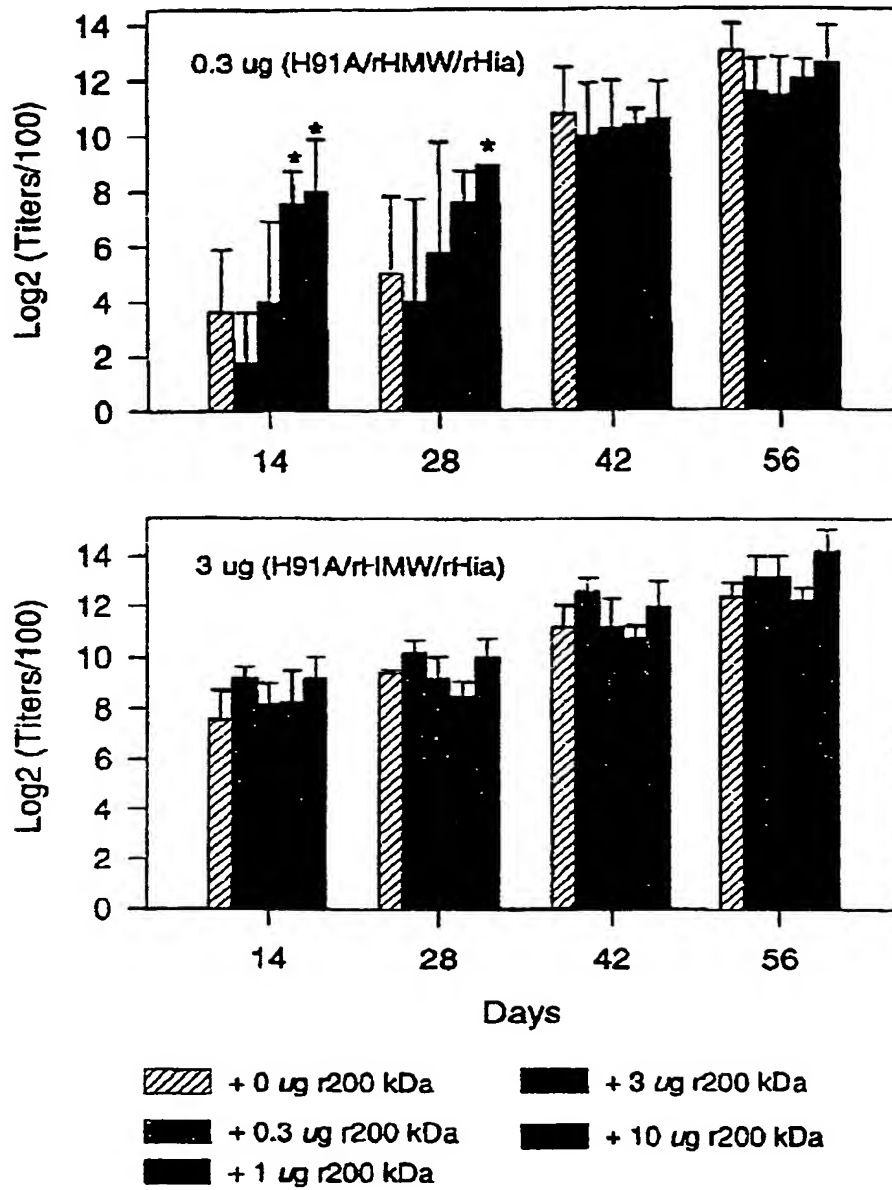 14
12
10
8
6
4
2
0
Log2 (Titers/100)
0.3 ug (H91A/rHMW/rHia)
*
*
*
14 28 42 56
14
12
10
8
6
4
2
0
Log2 (Titers/100)
3 ug (H91A/rHMW/rHia)
14 28 42 56
Days
+ 0 ug r200 kDa
+ 0.3 ug r200 kDa
+ 1 ug r200 kDa
+ 3 ug r200 kDa
+ 10 ug r200 kDa